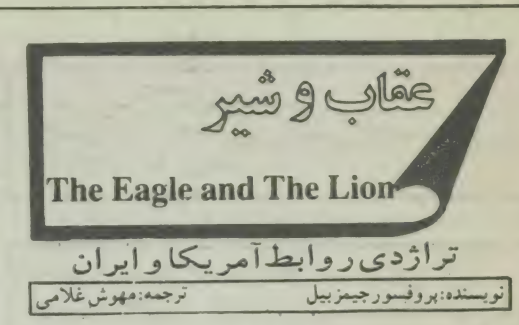 عقاب و شیر
The Eagle and The Lion
تراژدی روابط آمریکا و ایران
نویسنده: پروفسور جیمز بیل ترجمه: مهوش غلامی